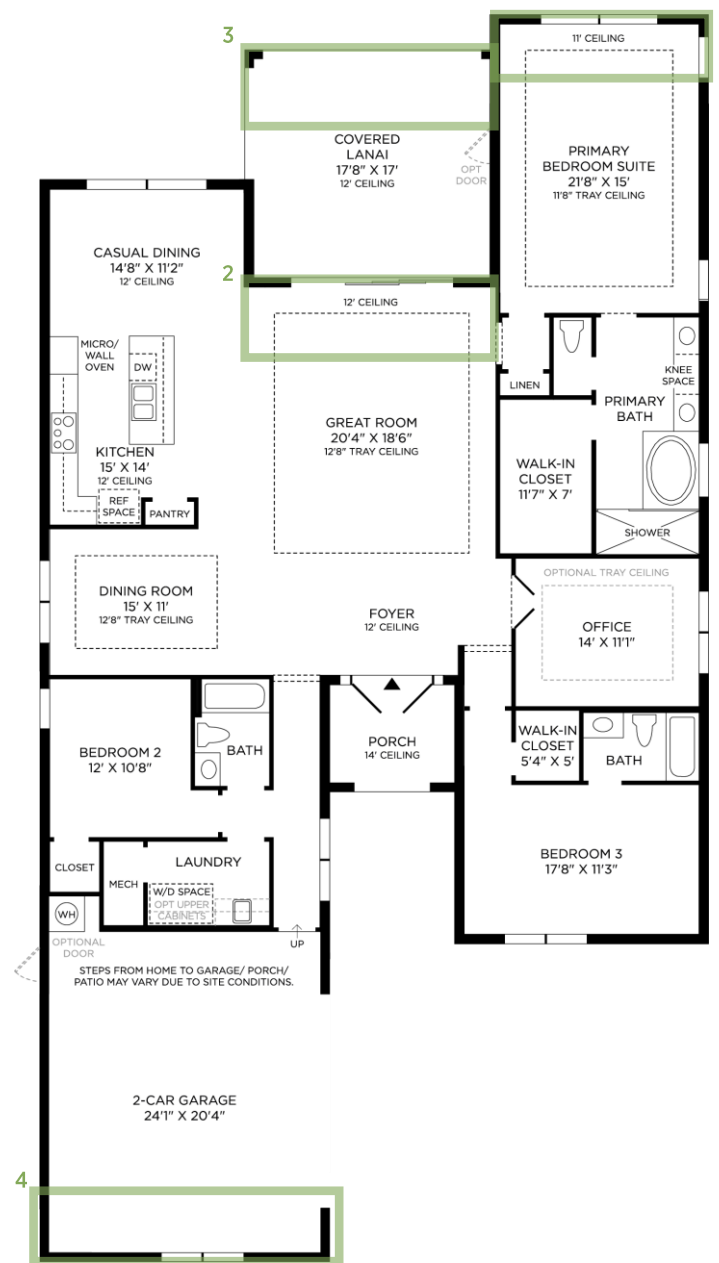 3
11' CEILING
COVERED
LANAI
17'8" X 17'
12' CEILING
OPT
DOOR
PRIMARY
BEDROOM SUITE
21'8" X 15'
11'8" TRAY CEILING
CASUAL DINING
14'8" X 11'2"
12' CEILING
2
12' CEILING
MICRO/
WALL
OVEN
DW
LINEN
KNEE
SPACE
PRIMARY
BATH
GREAT ROOM
20'4" X 18'6"
12'8" TRAY CEILING
KITCHEN
15' X 14'
12' CEILING
REF
SPACE
PANTRY
WALK-IN
CLOSET
11'7" X 7'
SHOWER
DINING ROOM
15' X 11'
12'8" TRAY CEILING
FOYER
12' CEILING
OPTIONAL TRAY CEILING
OFFICE
14' X 11'1"
BEDROOM 2
12' X 10'8"
BATH
PORCH
14' CEILING
WALK-IN
CLOSET
5'4" X 5'
BATH
CLOSET
MECH
LAUNDRY
W/D SPACE
OPT UPPER
CABINETS
BEDROOM 3
17'8" X 11'3"
WH
OPTIONAL
DOOR
UP
STEPS FROM HOME TO GARAGE/ PORCH/
PATIO MAY VARY DUE TO SITE CONDITIONS.
2-CAR GARAGE
24'1" X 20'4"
4